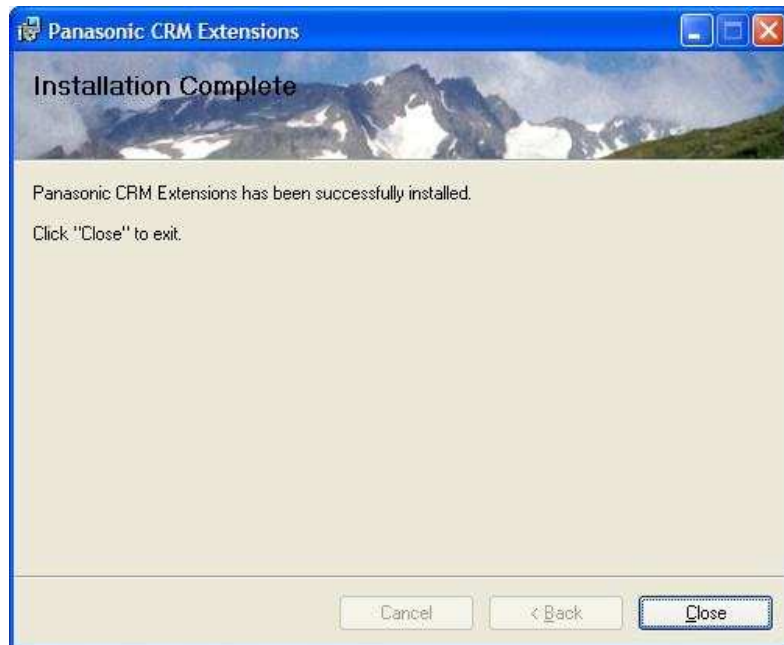 Panasonic CRM Extensions
Installation Complete
Panasonic CRM Extensions has been successfully installed.
Click "Close" to exit.
Cancel
< Back
Close